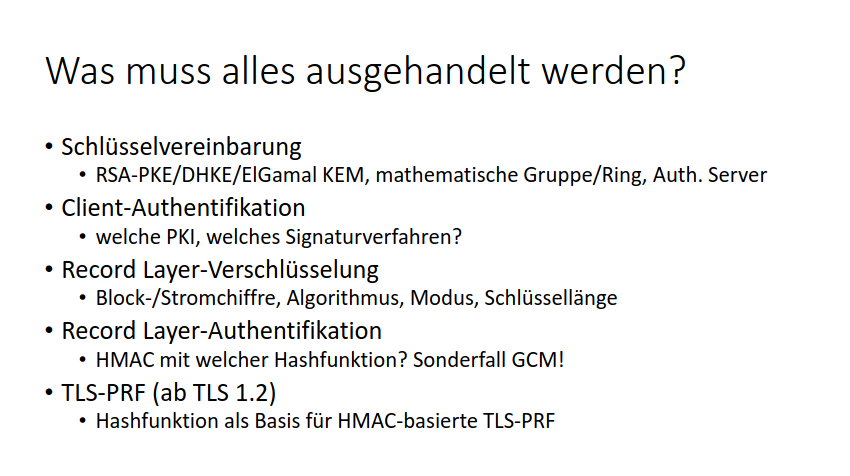 Was muss alles ausgehandelt werden?
• Schlüsselvereinbarung
• RSA-PKE/DHKE/ElGamal KEM, mathematische Gruppe/Ring, Auth. Server
• Client-Authentifikation
• welche PKI, welches Signaturverfahren?
• Record Layer-Verschlüsselung
• Block-/Stromchiffre, Algorithmus, Modus, Schlüssellänge
• Record Layer-Authentifikation
• HMAC mit welcher Hashfunktion? Sonderfall GCM!
• TLS-PRF (ab TLS 1.2)
• Hashfunktion als Basis für HMAC-basierte TLS-PRF